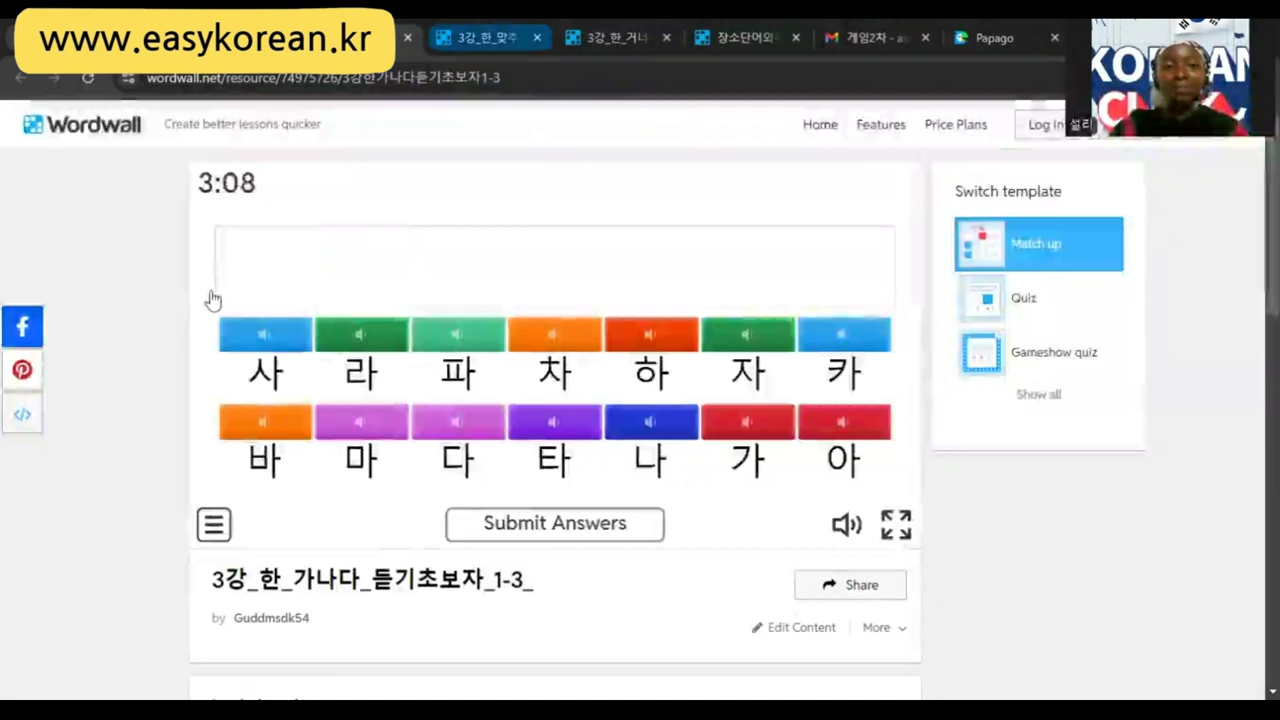 www.easykorean.kr
3강_한_맞추
3강_한_거너
장소단어외
게임2차 - as
Papago
wordwall.net/resource/74975726/3강한가나다듣기초보자1-3
Wordwall
Create better lessons quicker
Home
Features
Price Plans
Log In
설리
3:08
사 라 파 차 하 자 카
바 마 다 타 나 가 아
Submit Answers
3강_한_가나다_듣기초보자_1-3_
by Guddmsdk54
Share
Edit Content
More
Switch template
Match up
Quiz
Gameshow quiz
Show all